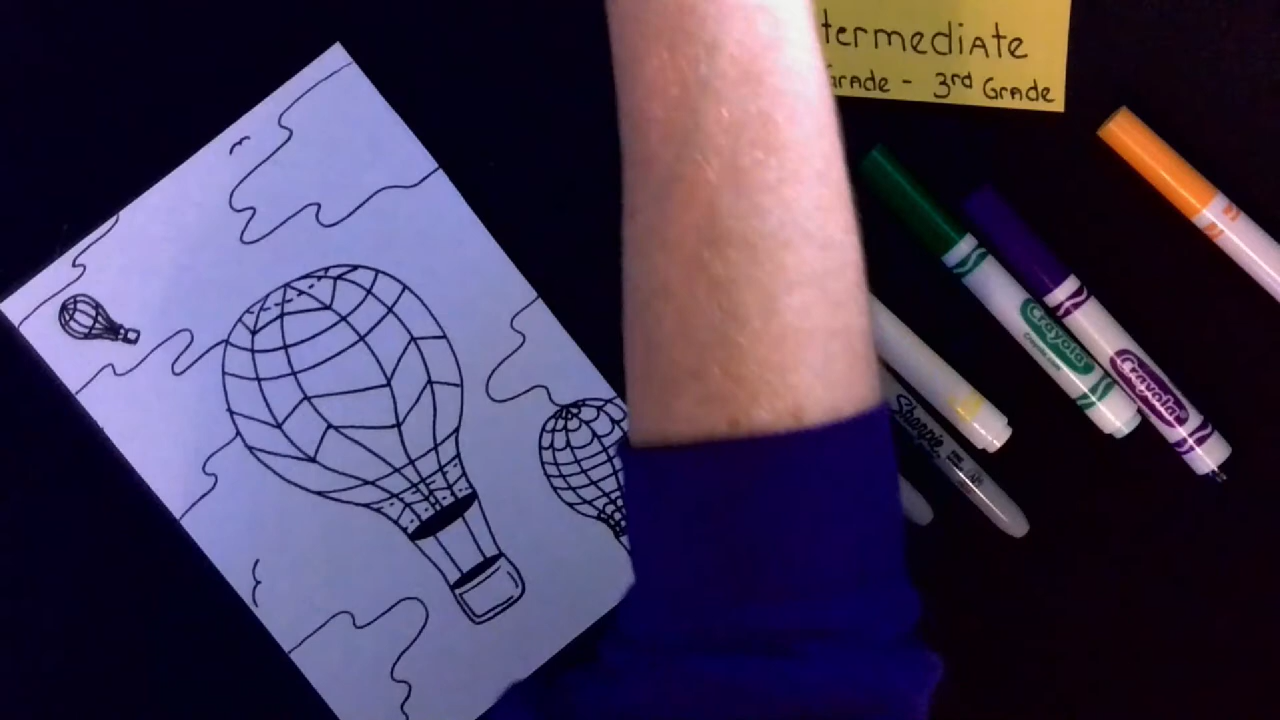 termediate
Grade - 3rd Grade
Crayola
Crayola
Sharpie